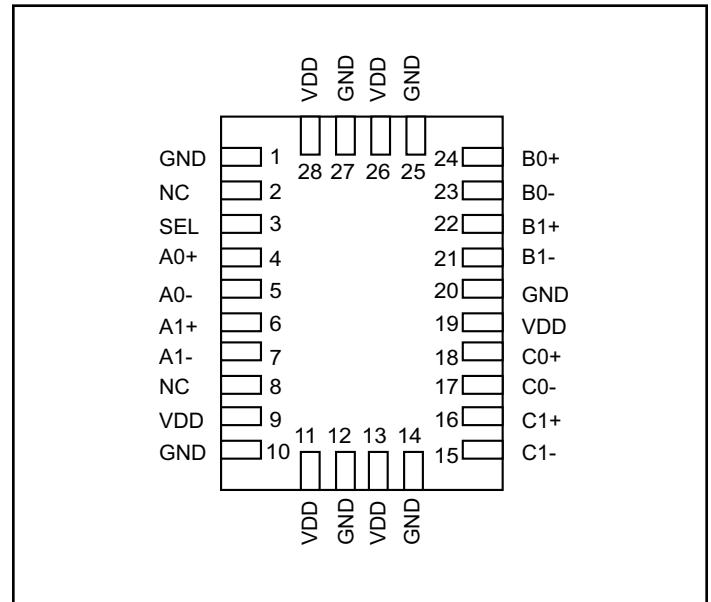 VDD GND VDD GND
28 27 26 25
GND 1 24 B0+
NC 2 23 B0-
SEL 3 22 B1+
A0+ 4 21 B1-
A0- 5 20 GND
A1+ 6 19 VDD
A1- 7 18 C0+
NC 8 17 C0-
VDD 9 16 C1+
GND 10 15 C1-
11 12 13 14
VDD GND VDD GND